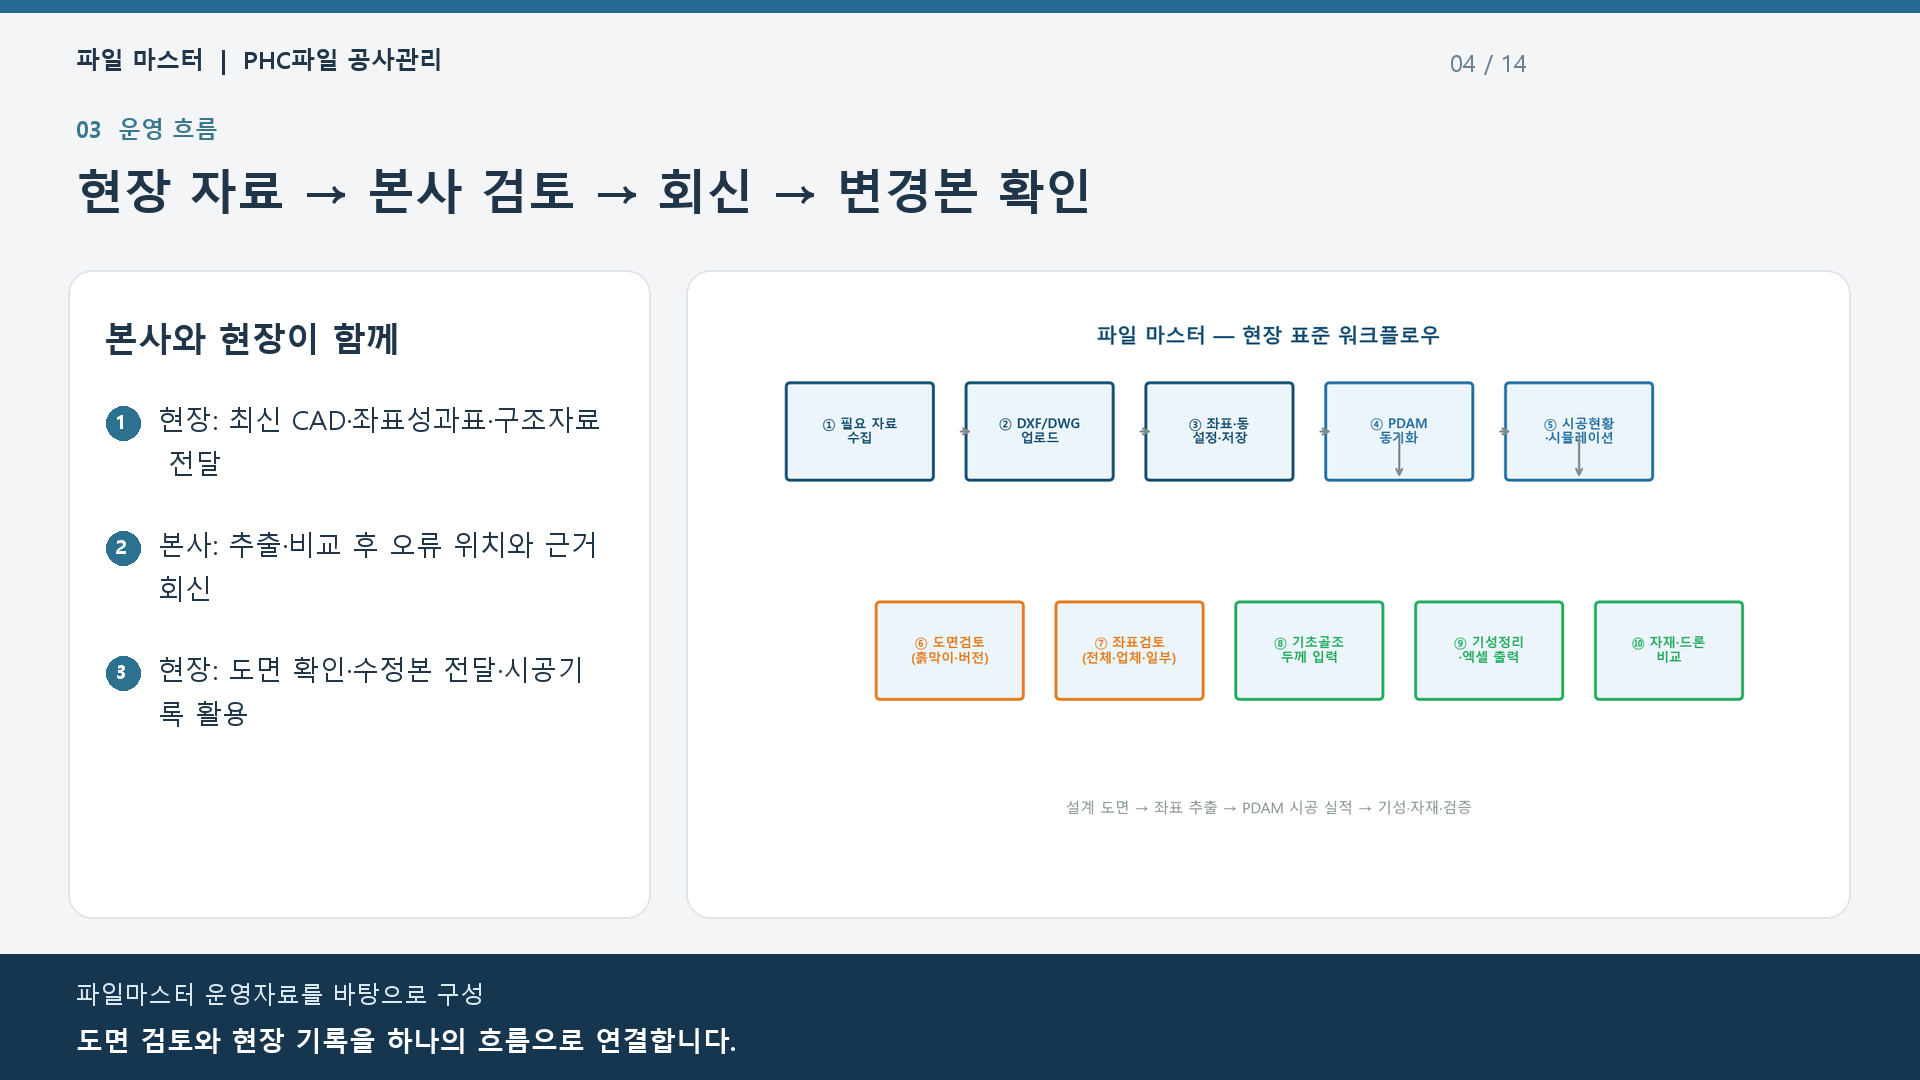 파일 마스터 | PHC파일 공사관리
04 / 14
03 운영 흐름
현장 자료 → 본사 검토 → 회신 → 변경본 확인
본사와 현장이 함께
1 현장: 최신 CAD·좌표성과표·구조자료
전달
2 본사: 추출·비교 후 오류 위치와 근거
회신
3 현장: 도면 확인·수정본 전달·시공기
록 활용
파일 마스터 — 현장 표준 워크플로우
① 필요 자료
수집
② DXF/DWG
업로드
③ 좌표·동
설정·저장
④ PDAM
동기화
⑤ 시공현황
·시뮬레이션
⑥ 도면검토
(흙막이·버전)
⑦ 좌표검토
(전체·업체·일부)
⑧ 기초골조
두께 입력
⑨ 기성정리
·엑셀 출력
⑩ 자재·드론
비교
설계 도면 → 좌표 추출 → PDAM 시공 실적 → 기성·자재·검증
파일마스터 운영자료를 바탕으로 구성
도면 검토와 현장 기록을 하나의 흐름으로 연결합니다.